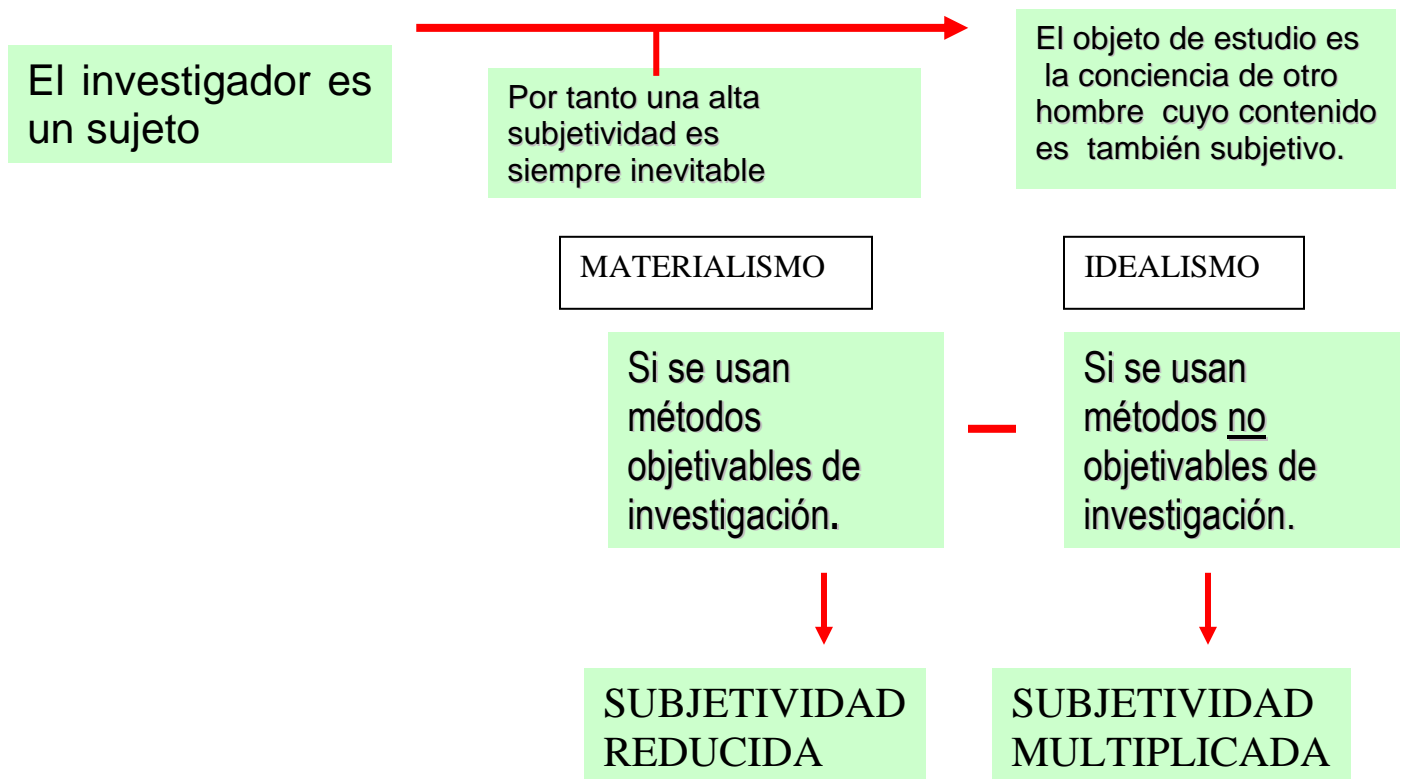 El investigador es
un sujeto
Por tanto una alta
subjetividad es
siempre inevitable
El objeto de estudio es
la conciencia de otro
hombre cuyo contenido
es también subjetivo.
MATERIALISMO
IDEALISMO
Si se usan
métodos
objetivables de
investigación.
Si se usan
métodos no
objetivables de
investigación.
SUBJETIVIDAD
REDUCIDA
SUBJETIVIDAD
MULTIPLICADA